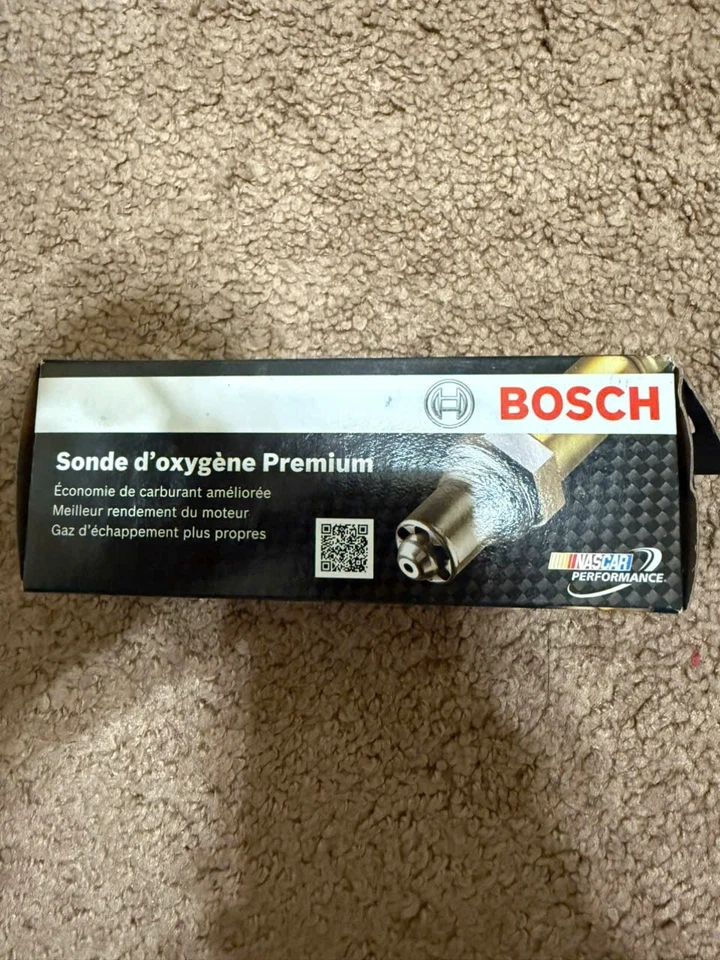 BOSCH
Sonde d'oxygène Premium
Économie de carburant améliorée
Meilleur rendement du moteur
Gaz d'échappement plus propres
NASCAR
PERFORMANCE.